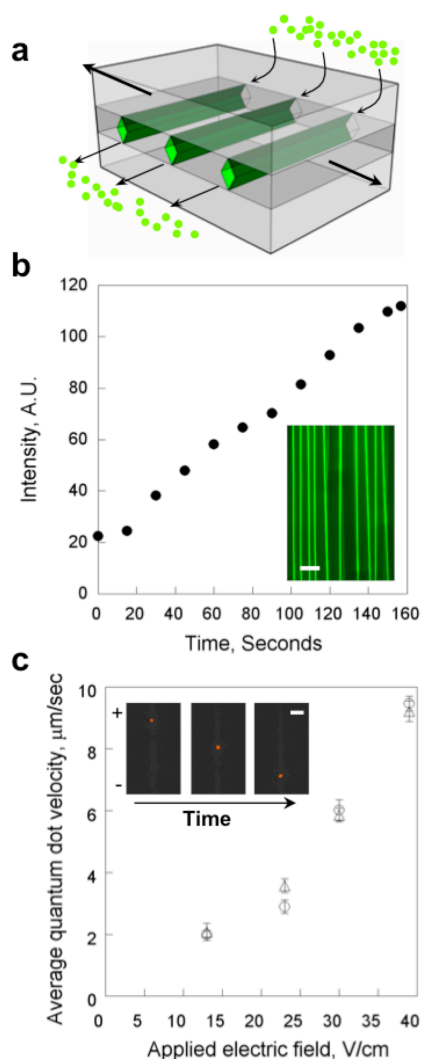 a
b
120
100
80
60
40
20
0
Intensity, A.U.
0 20 40 60 80 100 120 140 160
Time, Seconds
c
10
8
6
4
2
0
Average quantum dot velocity, μm/sec
+
-
Time
0 5 10 15 20 25 30 35 40
Applied electric field, V/cm